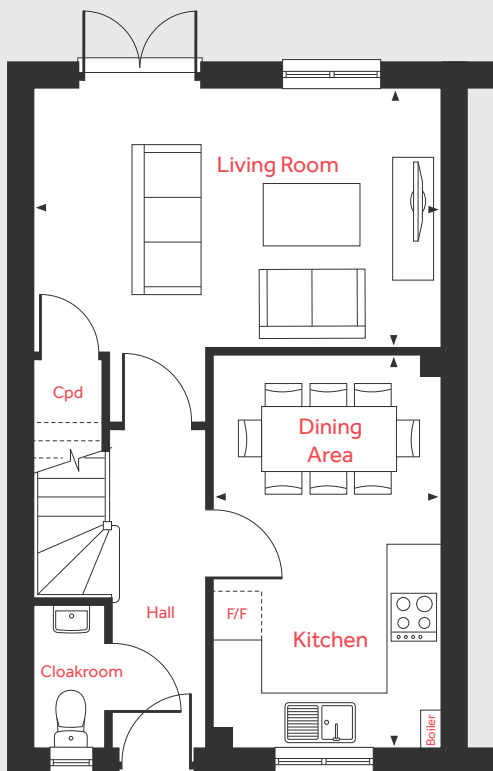 Living Room
Cpd
Dining
Area
Hall
F/F
Kitchen
Cloakroom
Boiler